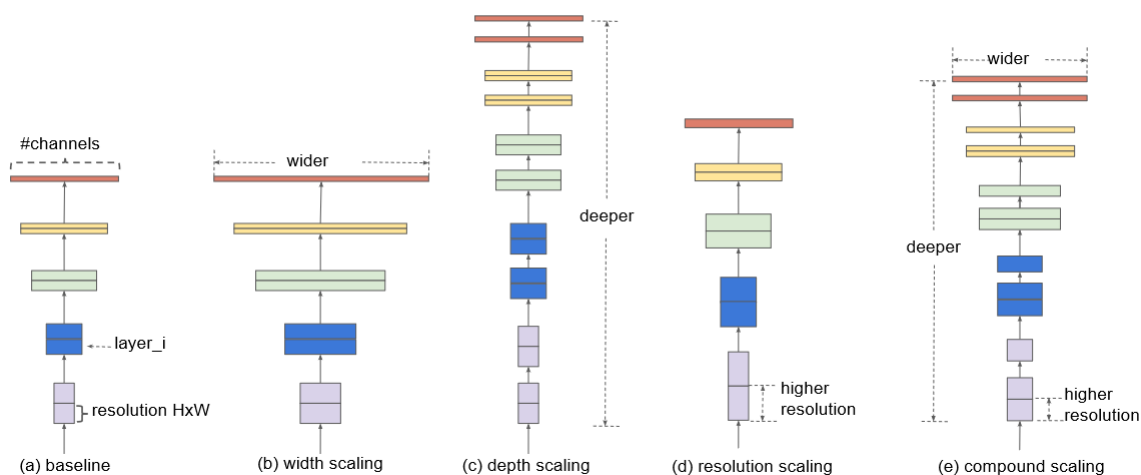 #channels
layer_i
resolution HxW
(a) baseline
wider
(b) width scaling
deeper
(c) depth scaling
higher
resolution
(d) resolution scaling
wider
deeper
higher
resolution
(e) compound scaling